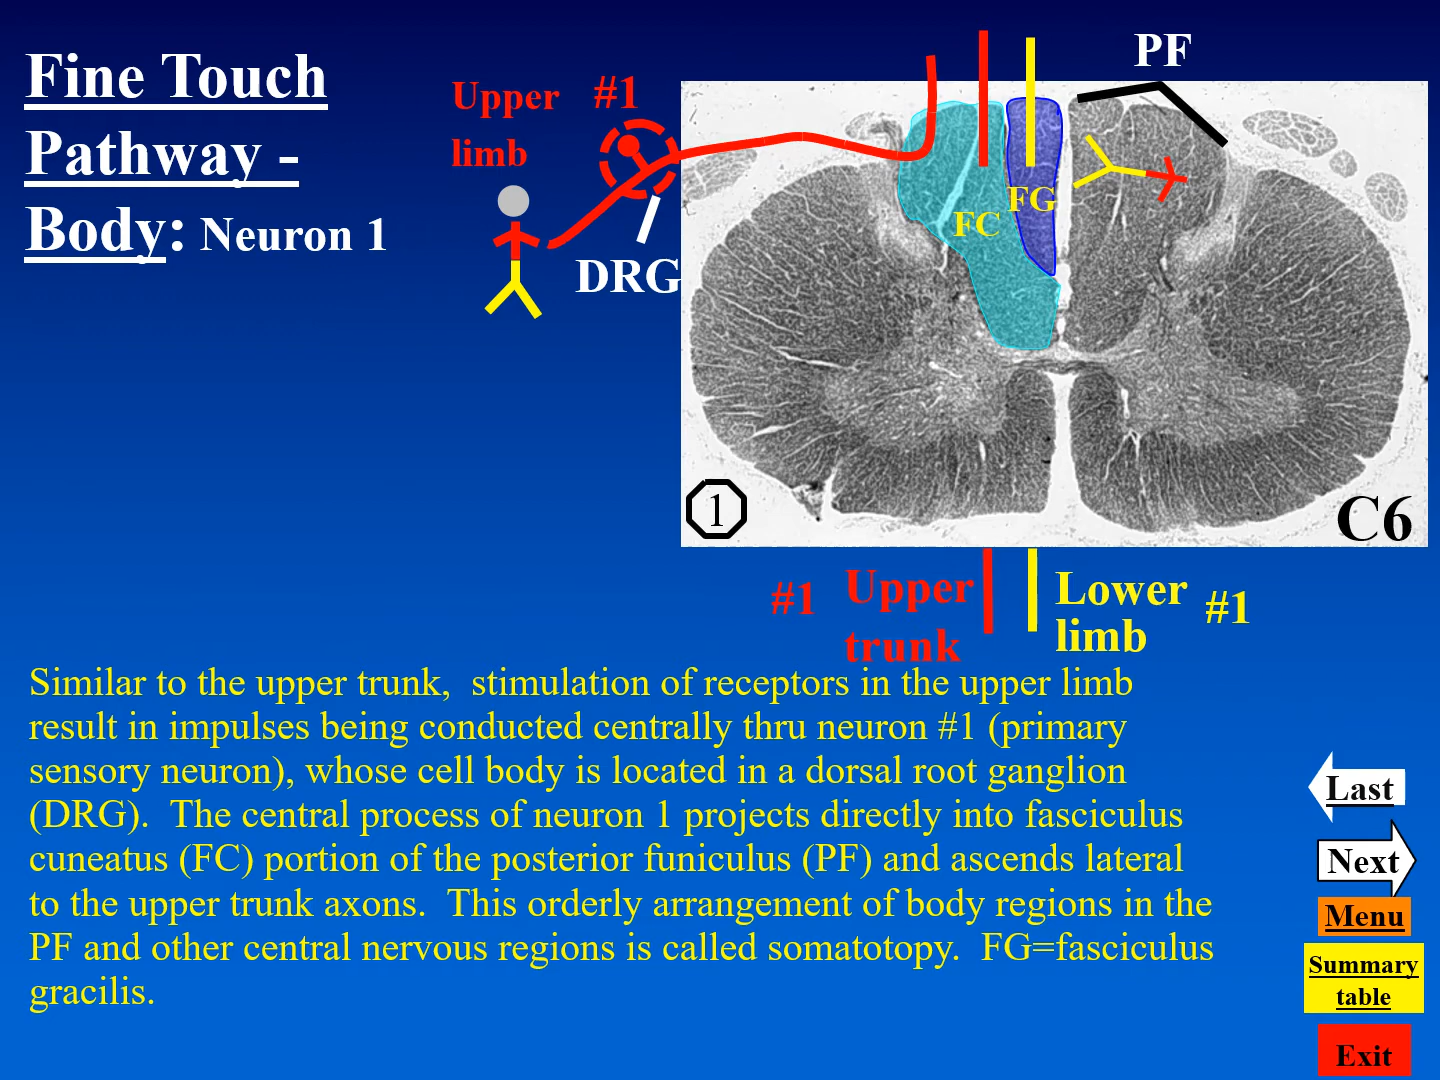 Fine Touch
Pathway -
Body: Neuron 1
Upper #1
limb
DRG
PF
FG
FC
1
C6
#1 Upper
trunk
Lower #1
limb
Similar to the upper trunk,  stimulation of receptors in the upper limb
result in impulses being conducted centrally thru neuron #1 (primary
sensory neuron), whose cell body is located in a dorsal root ganglion
(DRG).  The central process of neuron 1 projects directly into fasciculus
cuneatus (FC) portion of the posterior funiculus (PF) and ascends lateral
to the upper trunk axons.  This orderly arrangement of body regions in the
PF and other central nervous regions is called somatotopy.  FG=fasciculus
gracilis.
Last
Next
Menu
Summary
table
Exit